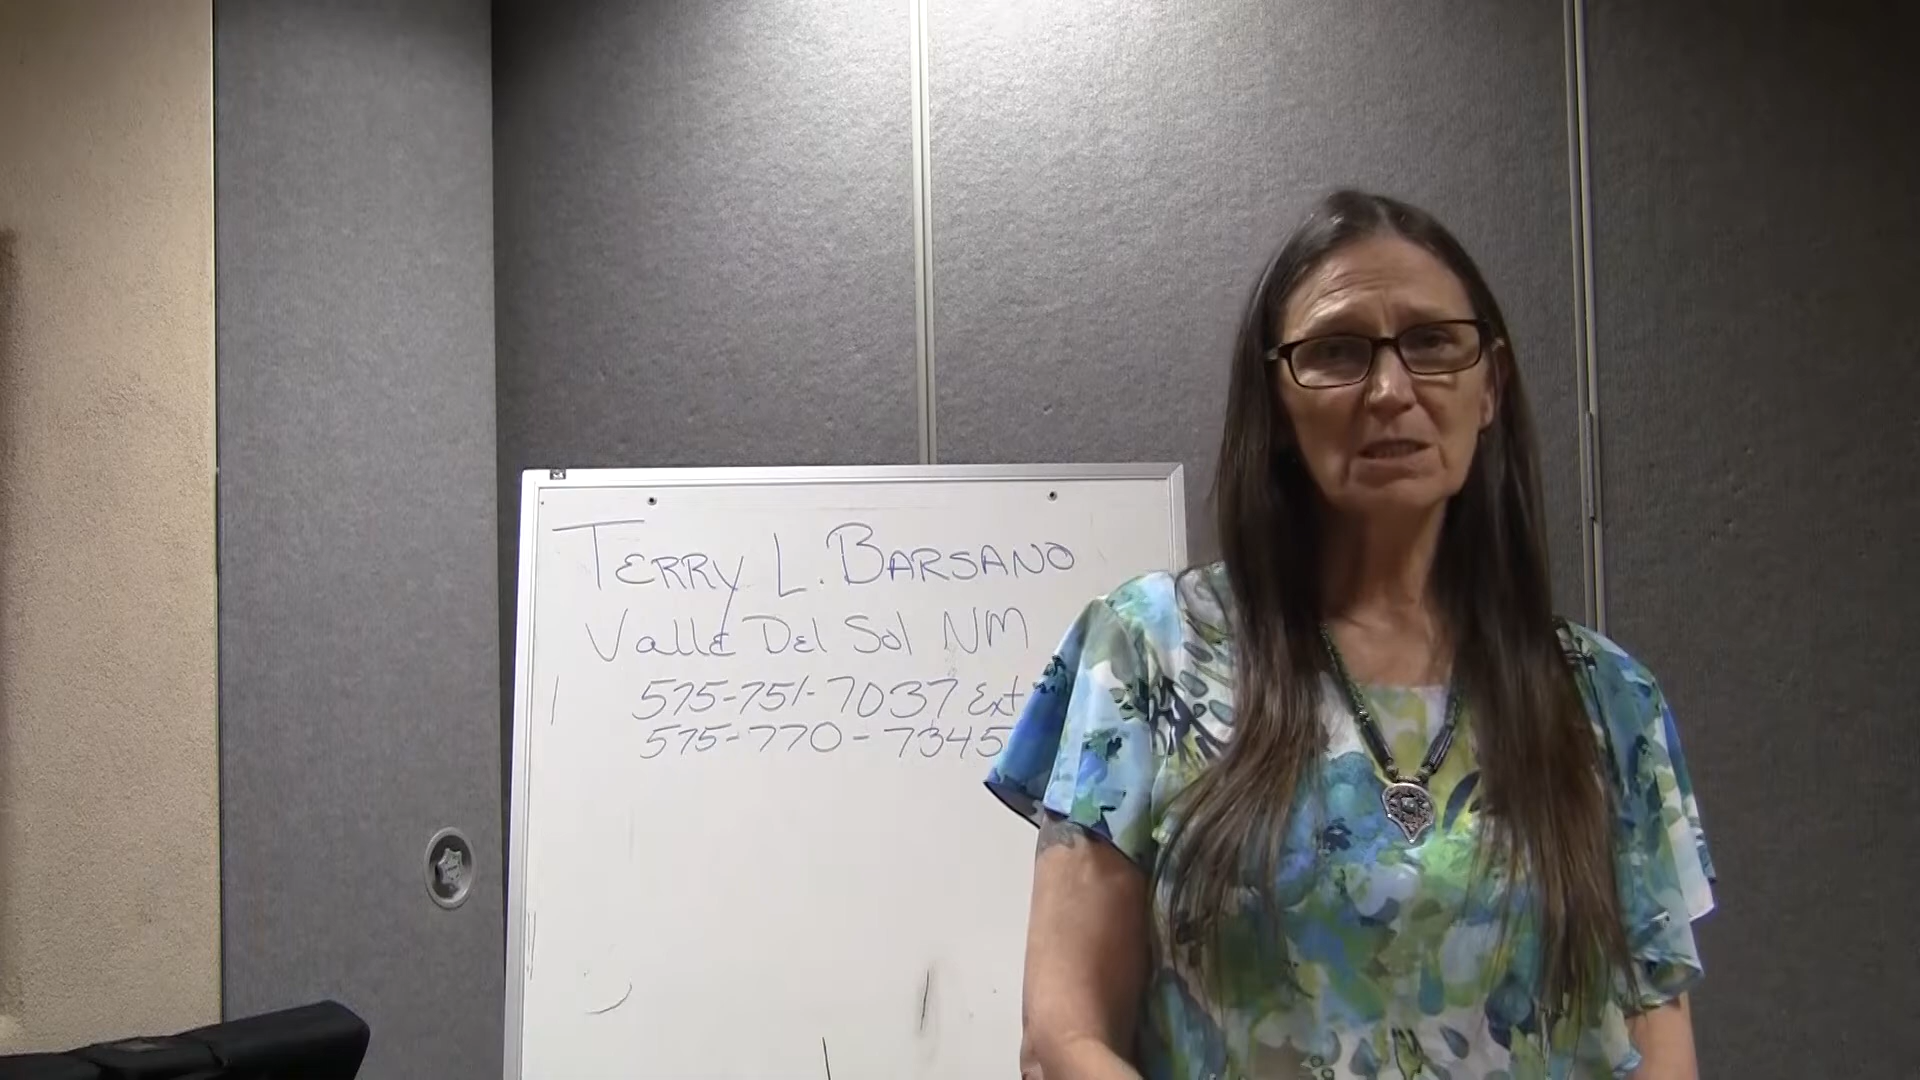 TERRY L. BARSANO
Valle Del Sol NM
575-751-7037 Ext
575-770-7345